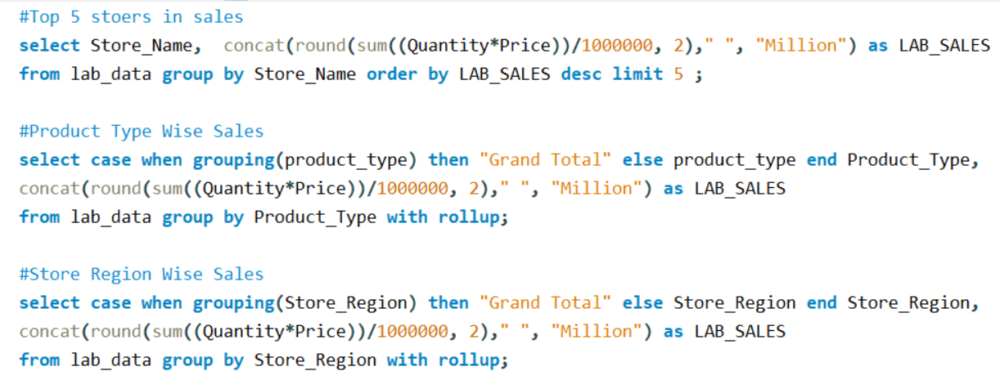 #Top 5 stoers in sales
select Store_Name,  concat(round(sum((Quantity*Price))/1000000, 2)," ", "Million") as LAB_SALES
from lab_data group by Store_Name order by LAB_SALES desc limit 5 ;
#Product Type Wise Sales
select case when grouping(product_type) then "Grand Total" else product_type end Product_Type,
concat(round(sum((Quantity*Price))/1000000, 2)," ", "Million") as LAB_SALES
from lab_data group by Product_Type with rollup;
#Store Region Wise Sales
select case when grouping(Store_Region) then "Grand Total" else Store_Region end Store_Region,
concat(round(sum((Quantity*Price))/1000000, 2)," ", "Million") as LAB_SALES
from lab_data group by Store_Region with rollup;